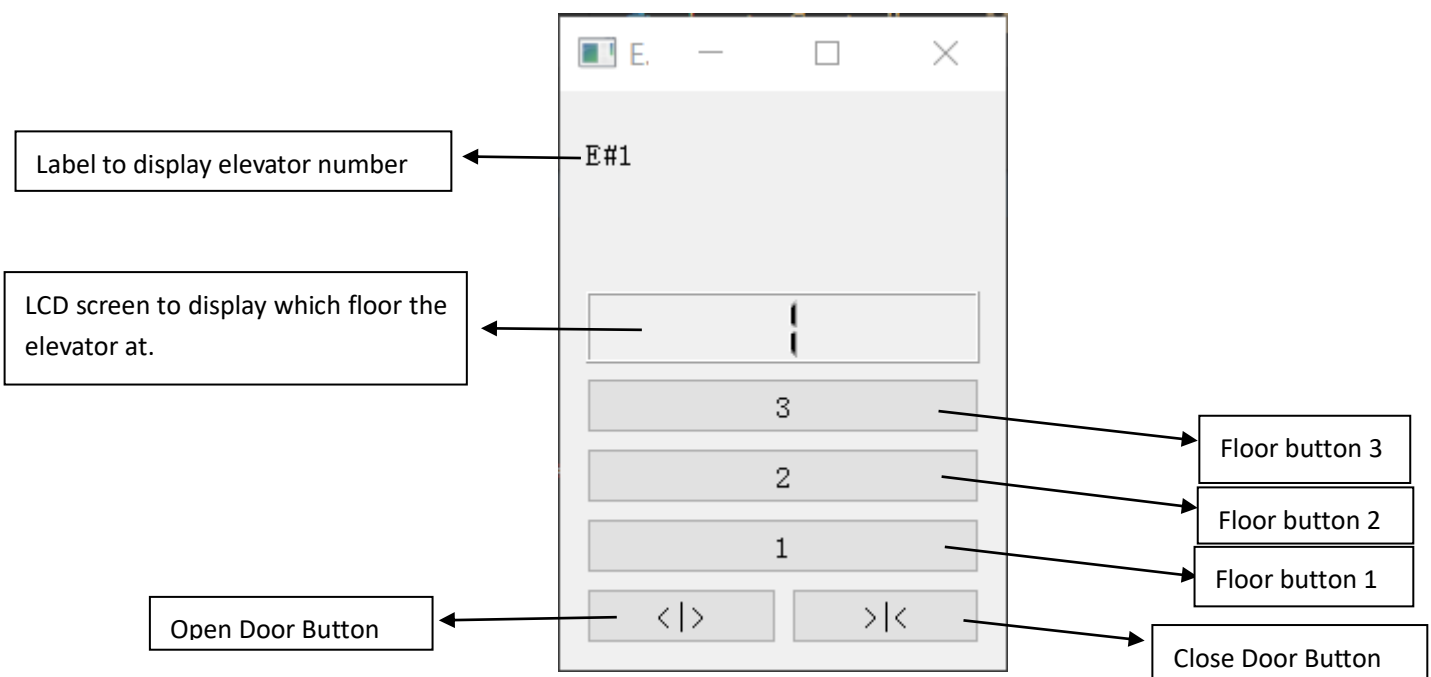 E.
Label to display elevator number
E#1
LCD screen to display which floor the
elevator at.
1
3
Floor button 3
2
Floor button 2
1
Floor button 1
Open Door Button
<|>
>|<
Close Door Button